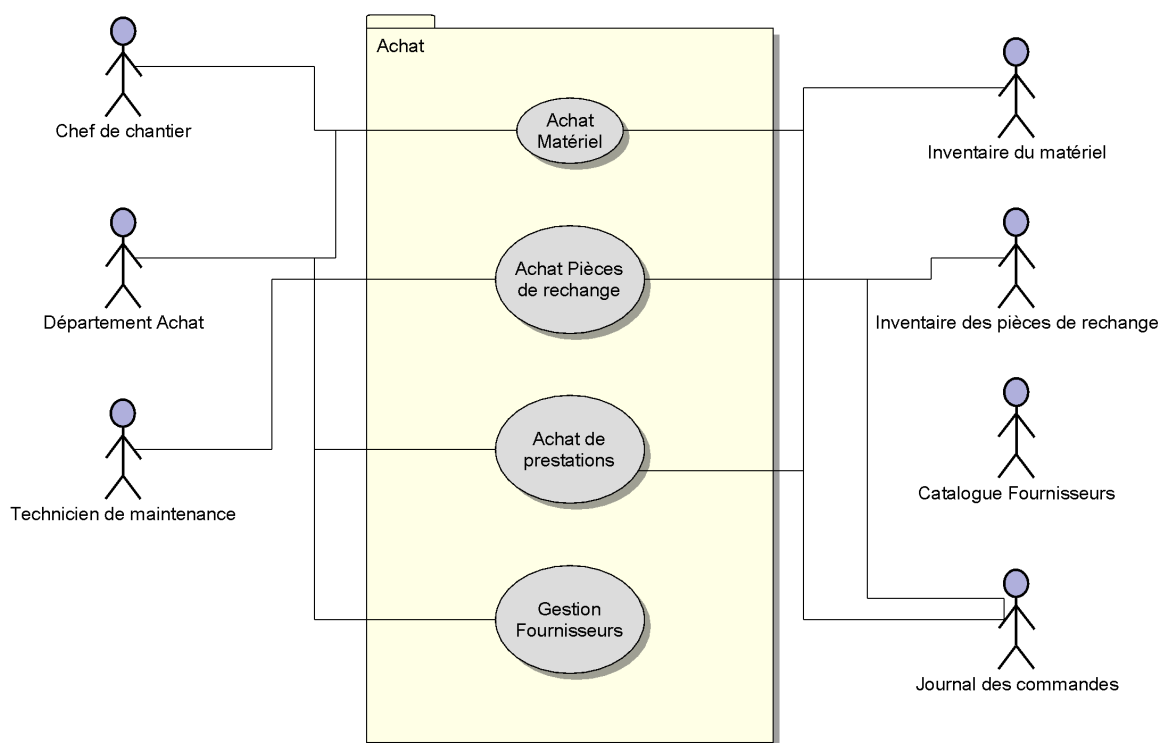 Achat
Chef de chantier
Achat
Matériel
Inventaire du matériel
Département Achat
Achat Pièces
de rechange
Inventaire des pièces de rechange
Technicien de maintenance
Achat de
prestations
Catalogue Fournisseurs
Gestion
Fournisseurs
Journal des commandes